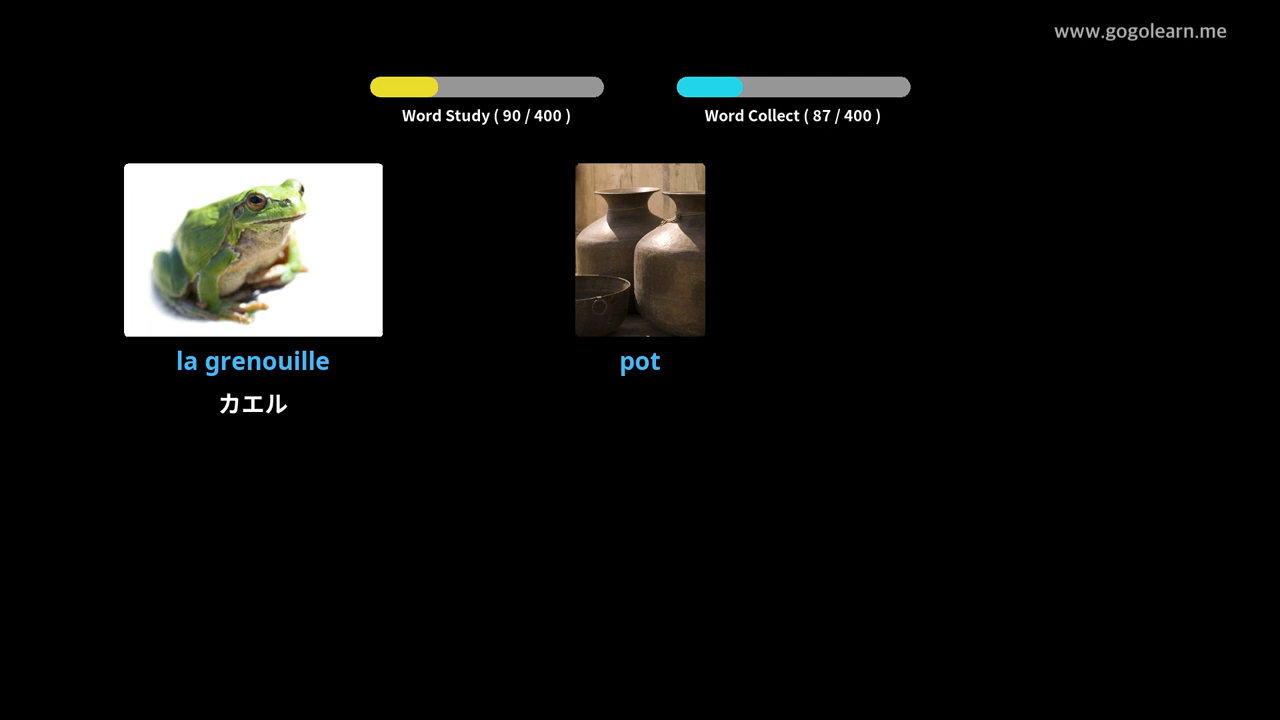 www.gogolearn.me
Word Study ( 90 / 400 )
Word Collect ( 87 / 400 )
la grenouille
カエル
pot